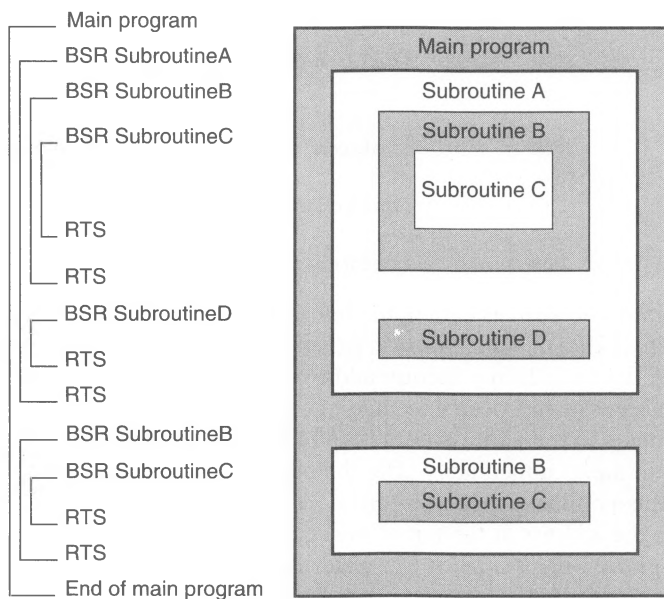 Main program
BSR SubroutineA
BSR SubroutineB
BSR SubroutineC
RTS
RTS
BSR SubroutineD
RTS
RTS
BSR SubroutineB
BSR SubroutineC
RTS
RTS
End of main program
Main program
Subroutine A
Subroutine B
Subroutine C
Subroutine D
Subroutine B
Subroutine C